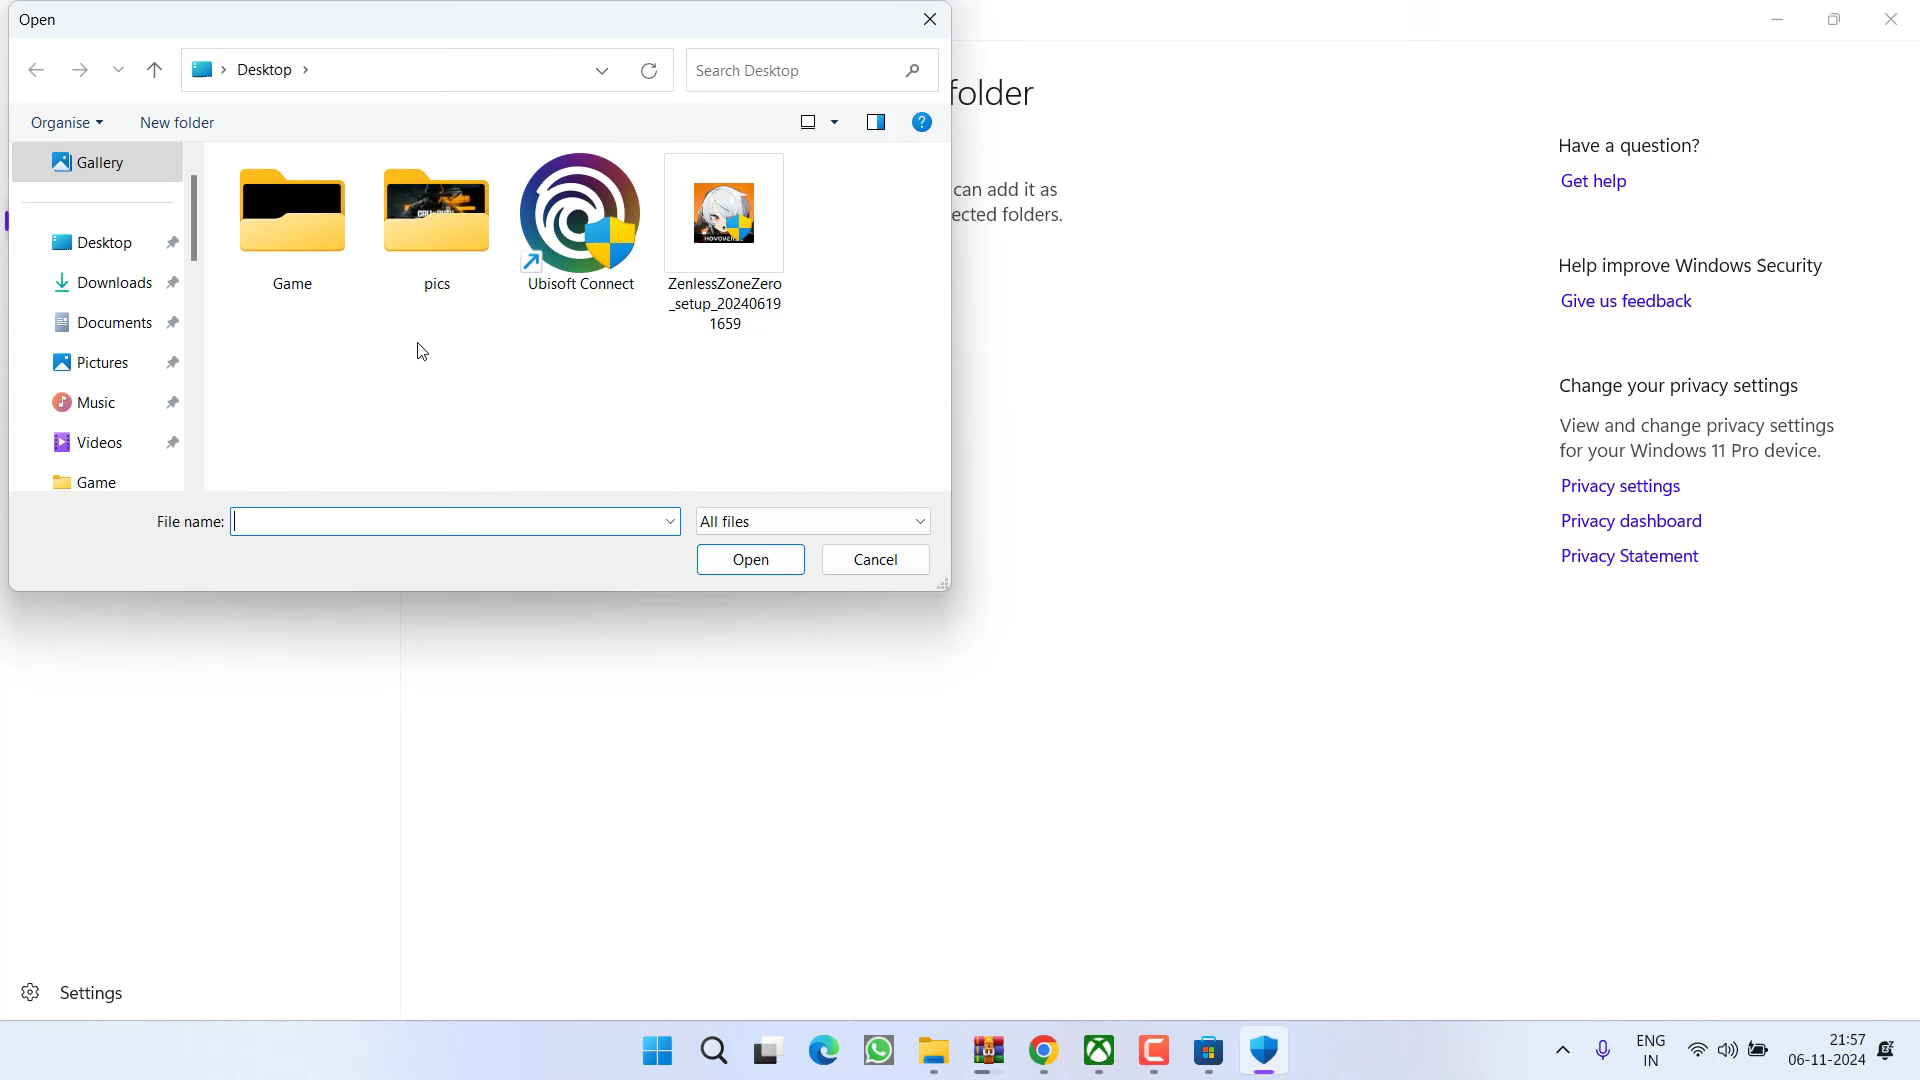 Open
Desktop
Search Desktop
Organise
New folder
Gallery
Desktop
Downloads
Documents
Pictures
Music
Videos
Game
Game
pics
Ubisoft Connect
ZenlessZoneZero
_setup_20240619
1659
File name:
All files
Open
Cancel
folder
can add it as
ected folders.
Have a question?
Get help
Help improve Windows Security
Give us feedback
Change your privacy settings
View and change privacy settings
for your Windows 11 Pro device.
Privacy settings
Privacy dashboard
Privacy Statement
Settings
ENG
IN
21:57
06-11-2024